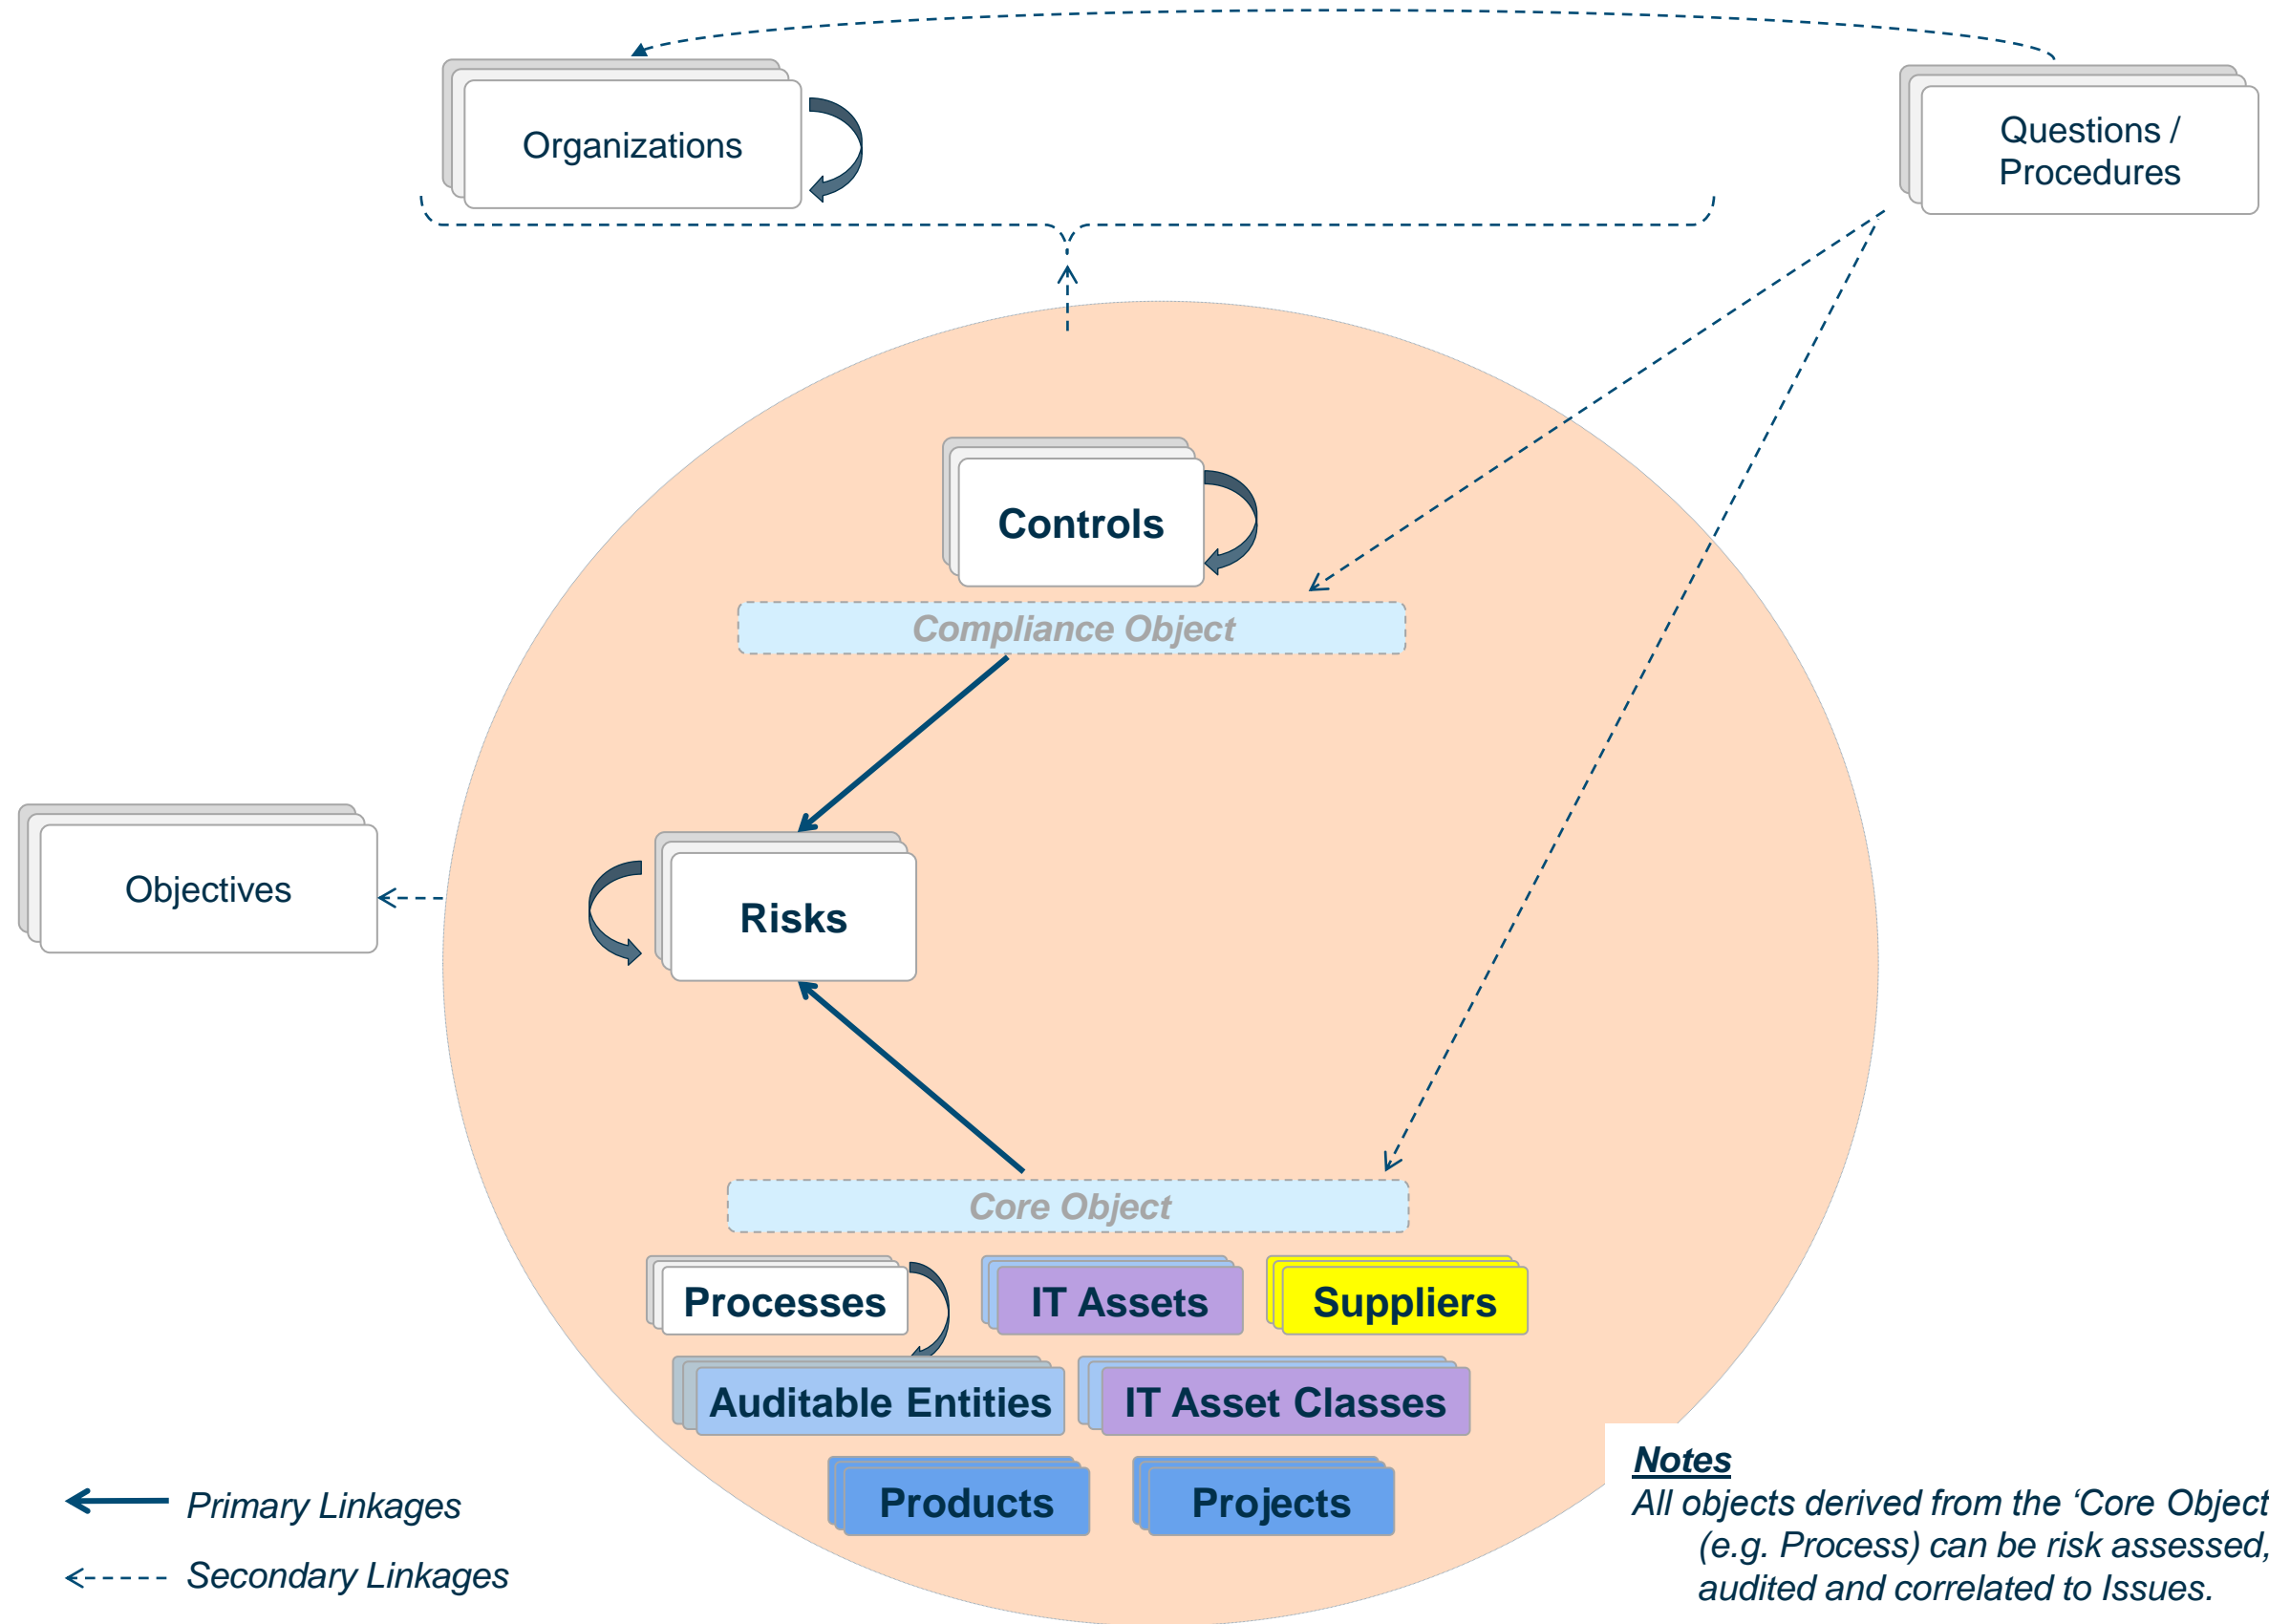 Organizations
Questions /
Procedures
Controls
Compliance Object
Objectives
Risks
Core Object
Processes
IT Assets
Suppliers
Auditable Entities
IT Asset Classes
Products
Projects
Primary Linkages
Secondary Linkages
Notes
All objects derived from the ‘Core Object
(e.g. Process) can be risk assessed,
audited and correlated to Issues.